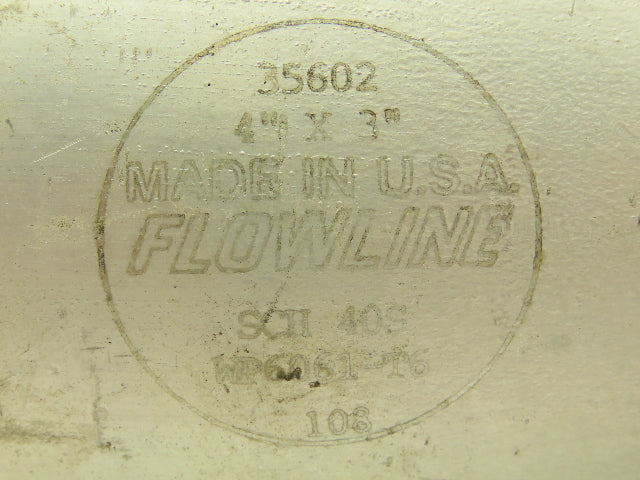 35602
4" X 3"
MADE IN U.S.A.
FLOWLINE
SCH 40S
WP6061-T6
108